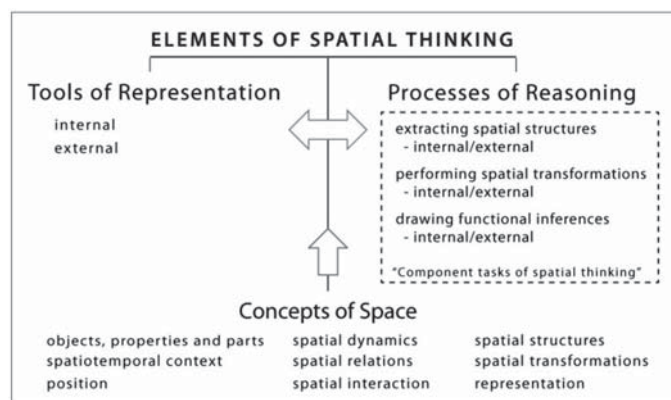 ELEMENTS OF SPATIAL THINKING
Tools of Representation
internal
external
Processes of Reasoning
extracting spatial structures
- internal/external
performing spatial transformations
- internal/external
drawing functional inferences
- internal/external
"Component tasks of spatial thinking"
Concepts of Space
objects, properties and parts
spatiotemporal context
position
spatial dynamics
spatial relations
spatial interaction
spatial structures
spatial transformations
representation